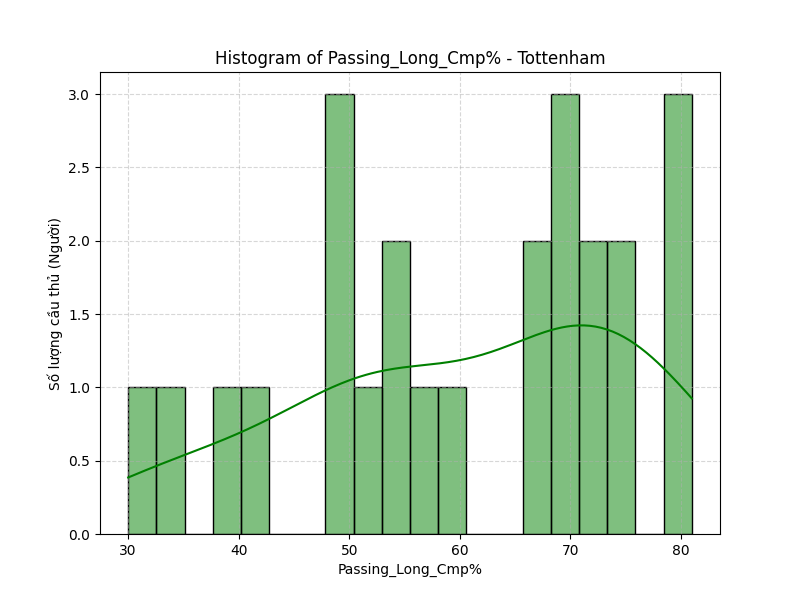 Histogram of Passing_Long_Cmp% - Tottenham
Số lượng cầu thủ (Người)
3.0
2.5
2.0
1.5
1.0
0.5
0.0
30 40 50 60 70 80
Passing_Long_Cmp%